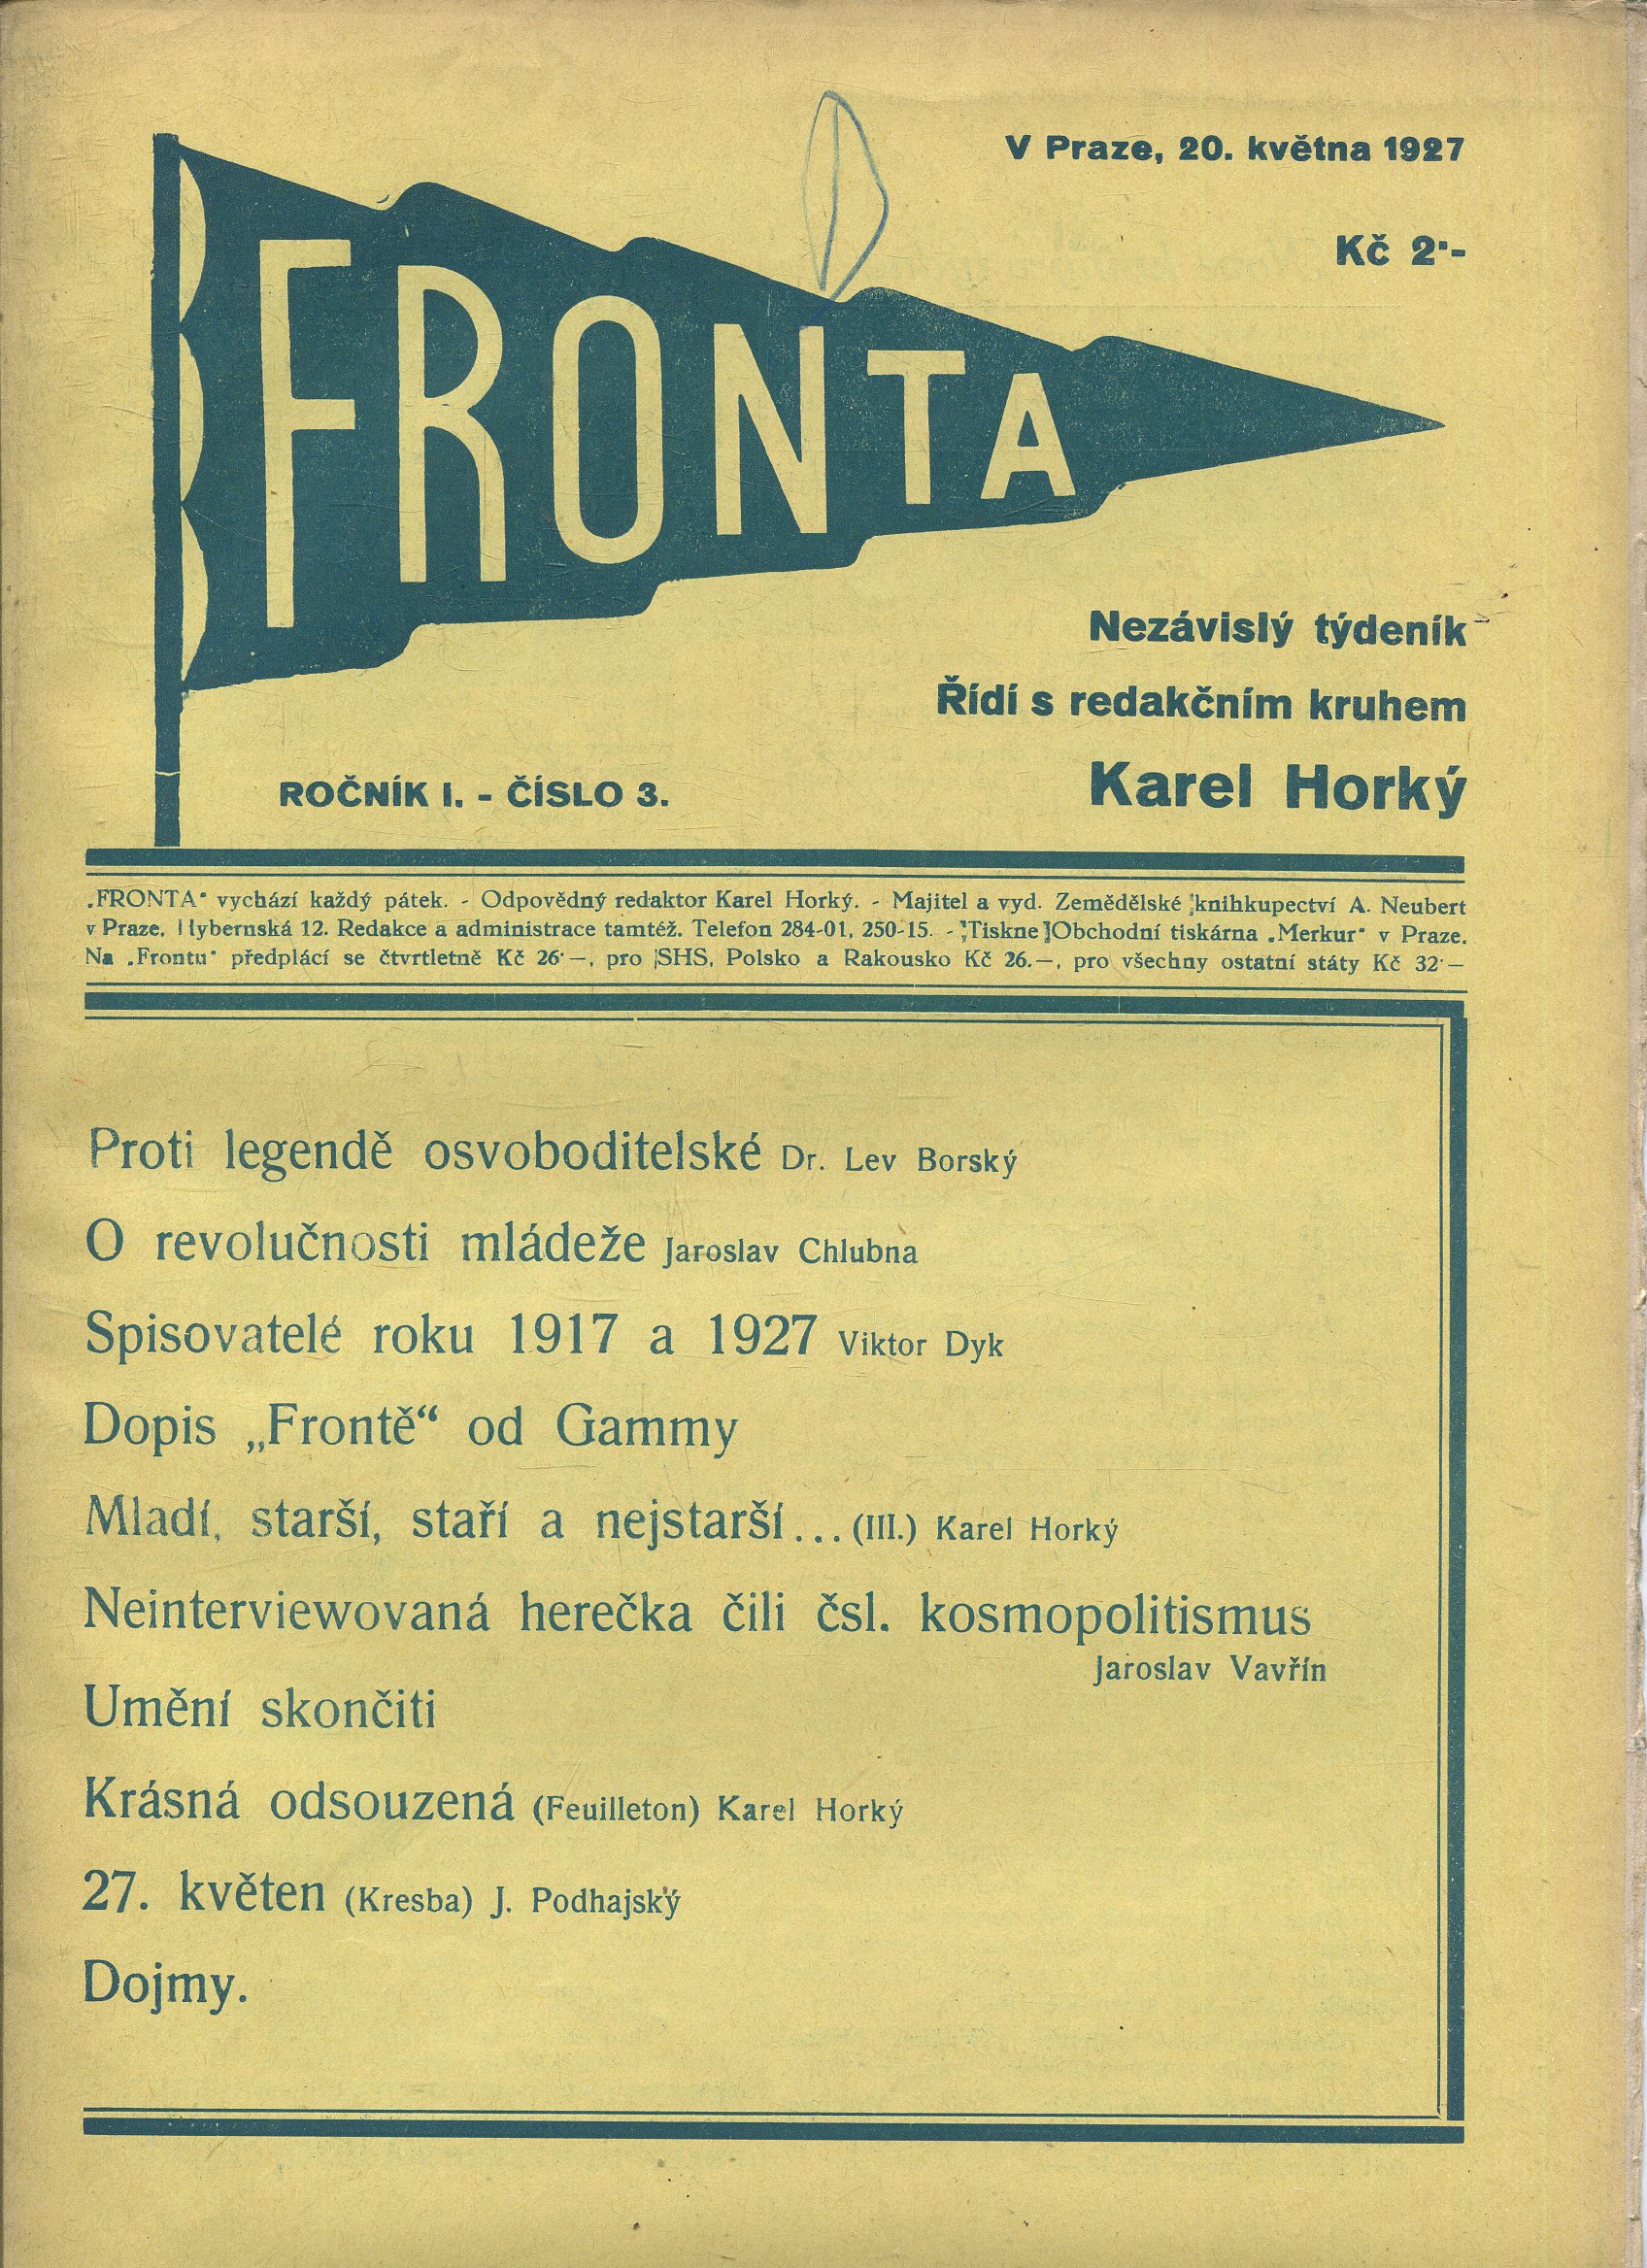 V Praze, 20. května 1927
Kč 2·-
FRONTA
Nezávislý týdeník
Řídí s redakčním kruhem
Karel Horký
ROČNÍK I. - ČÍSLO 3.
„FRONTA“ vychází každý pátek. - Odpovědný redaktor Karel Horký. - Majitel a vyd. Zemědělské knihkupectví A. Neubert
v Praze, Hybernská 12. Redakce a administrace tamtéž. Telefon 284-01, 250-15. - Tiskne Obchodní tiskárna „Merkur“ v Praze.
Na „Frontu“ předplácí se čtvrtletně Kč 26·—, pro SHS, Polsko a Rakousko Kč 26.—, pro všechny ostatní státy Kč 32·—
Proti legendě osvoboditelské Dr. Lev Borský
O revolučnosti mládeže Jaroslav Chlubna
Spisovatelé roku 1917 a 1927 Viktor Dyk
Dopis „Frontě“ od Gammy
Mladí, starší, staří a nejstarší... (III.) Karel Horký
Neinterviewovaná herečka čili čsl. kosmopolitismus
Jaroslav Vavřín
Umění skončiti
Krásná odsouzená (Feuilleton) Karel Horký
27. květen (Kresba) J. Podhajský
Dojmy.